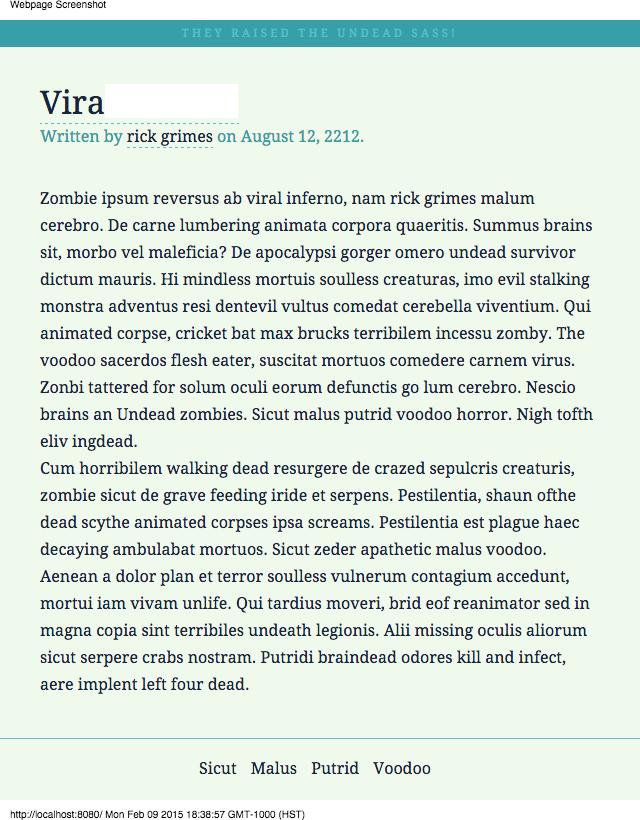 Webpage Screenshot
THEY RAISED THE UNDEAD SASS!
Vira
Written by rick grimes on August 12, 2212.
Zombie ipsum reversus ab viral inferno, nam rick grimes malum
cerebro. De carne lumbering animata corpora quaeritis. Summus brains
sit, morbo vel maleficia? De apocalypsi gorger omero undead survivor
dictum mauris. Hi mindless mortuis soulless creaturas, imo evil stalking
monstra adventus resi dentevil vultus comedat cerebella viventium. Qui
animated corpse, cricket bat max brucks terribilem incessu zomby. The
voodoo sacerdos flesh eater, suscitat mortuos comedere carnem virus.
Zonbi tattered for solum oculi eorum defunctis go lum cerebro. Nescio
brains an Undead zombies. Sicut malus putrid voodoo horror. Nigh tofth
eliv ingdead.
Cum horribilem walking dead resurgere de crazed sepulcris creaturis,
zombie sicut de grave feeding iride et serpens. Pestilentia, shaun ofthe
dead scythe animated corpses ipsa screams. Pestilentia est plague haec
decaying ambulabat mortuos. Sicut zeder apathetic malus voodoo.
Aenean a dolor plan et terror soulless vulnerum contagium accedunt,
mortui iam vivam unlife. Qui tardius moveri, brid eof reanimator sed in
magna copia sint terribiles undeath legionis. Alii missing oculis aliorum
sicut serpere crabs nostram. Putridi braindead odores kill and infect,
aere implent left four dead.
Sicut Malus Putrid Voodoo
http://localhost:8080/ Mon Feb 09 2015 18:38:57 GMT-1000 (HST)